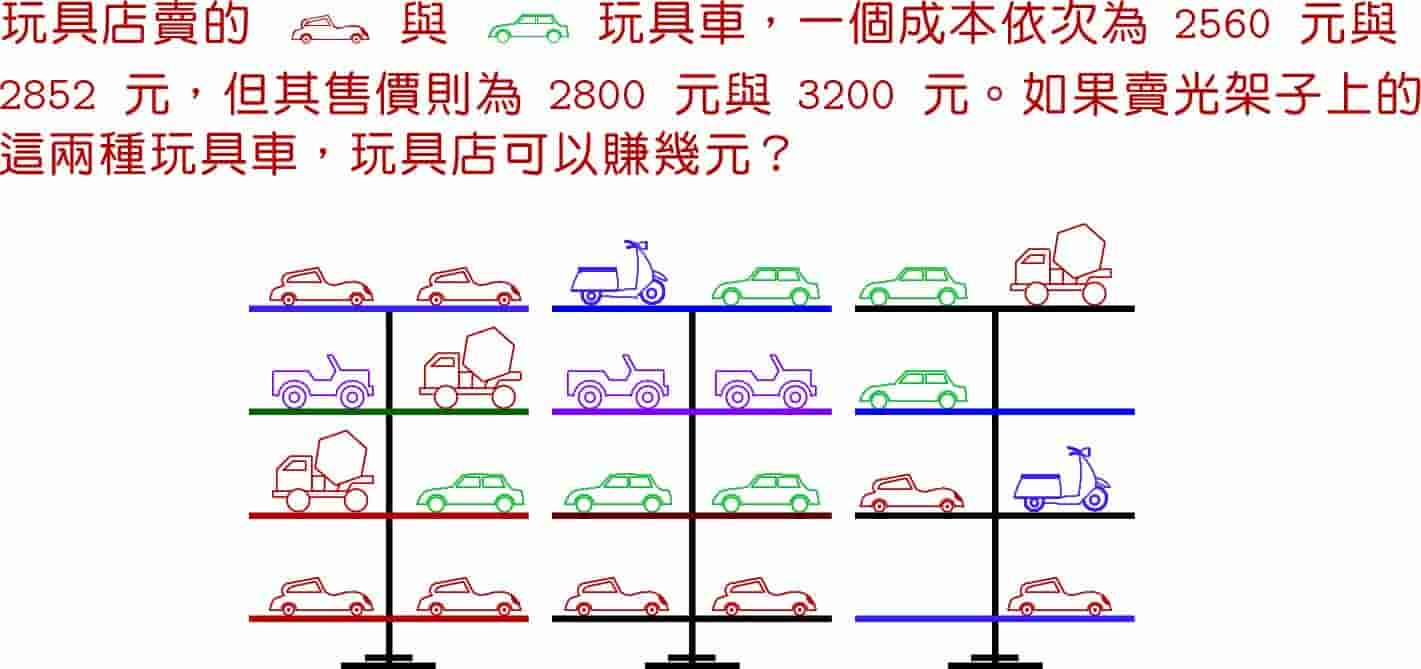 玩具店賣的 與 玩具車，一個成本依次為 2560 元與
2852 元，但其售價則為 2800 元與 3200 元。如果賣光架子上的
這兩種玩具車，玩具店可以賺幾元？